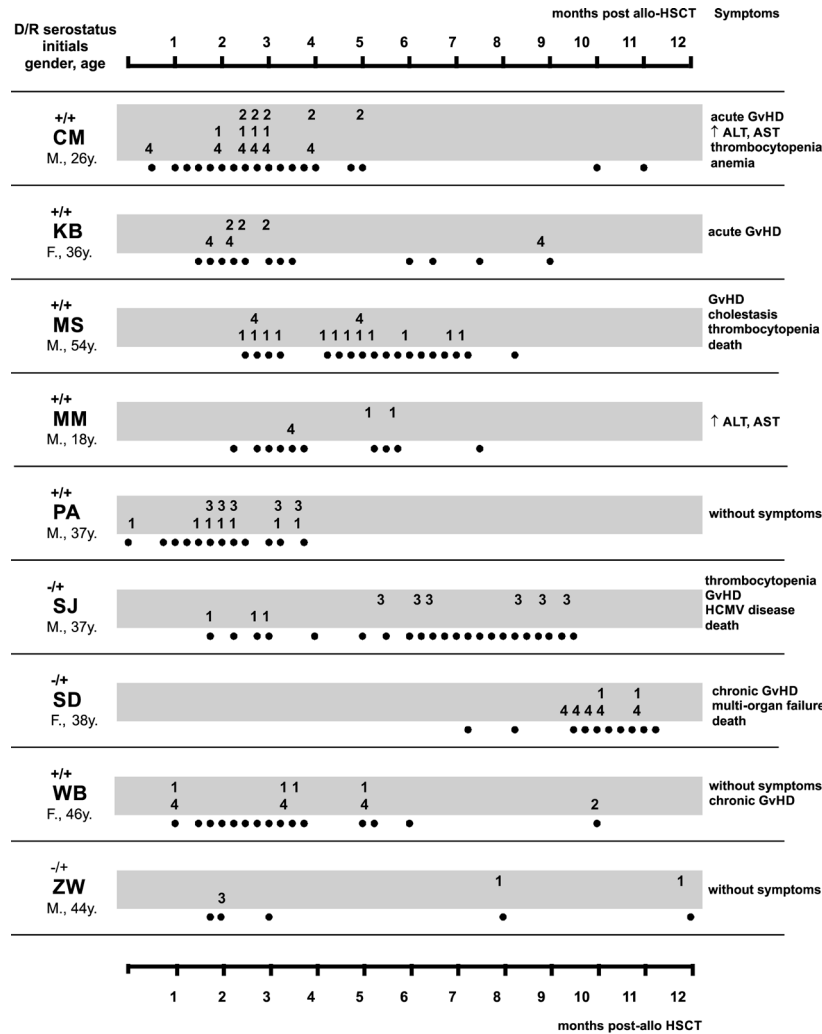 months post allo-HSCT Symptoms
D/R serostatus
initials
gender, age
1 2 3 4 5 6 7 8 9 10 11 12
+/+
CM
M., 26y.
2 2 2 2 2
1 1 1 1
4 4 4 4 4 4
acute GvHD
↑ ALT, AST
thrombocytopenia
anemia
+/+
KB
F., 36y.
2 2 2
4 4 4
acute GvHD
+/+
MS
M., 54y.
4 4
1 1 1 1 1 1 1 1 1 1 1 1
GvHD
cholestasis
thrombocytopenia
death
+/+
MM
M., 18y.
1 1
4
↑ ALT, AST
+/+
PA
M., 37y.
3 3 3 3 3
1 1 1 1 1 1 1
without symptoms
-/+
SJ
M., 37y.
3 3 3 3 3 3
1 1 1
thrombocytopenia
GvHD
HCMV disease
death
-/+
SD
F., 38y.
1 1
4 4 4 4 4
chronic GvHD
multi-organ failure
death
+/+
WB
F., 46y.
1 1 1 1
4 4 4 2
without symptoms
chronic GvHD
-/+
ZW
M., 44y.
1 1
3
without symptoms
1 2 3 4 5 6 7 8 9 10 11 12
months post-allo HSCT